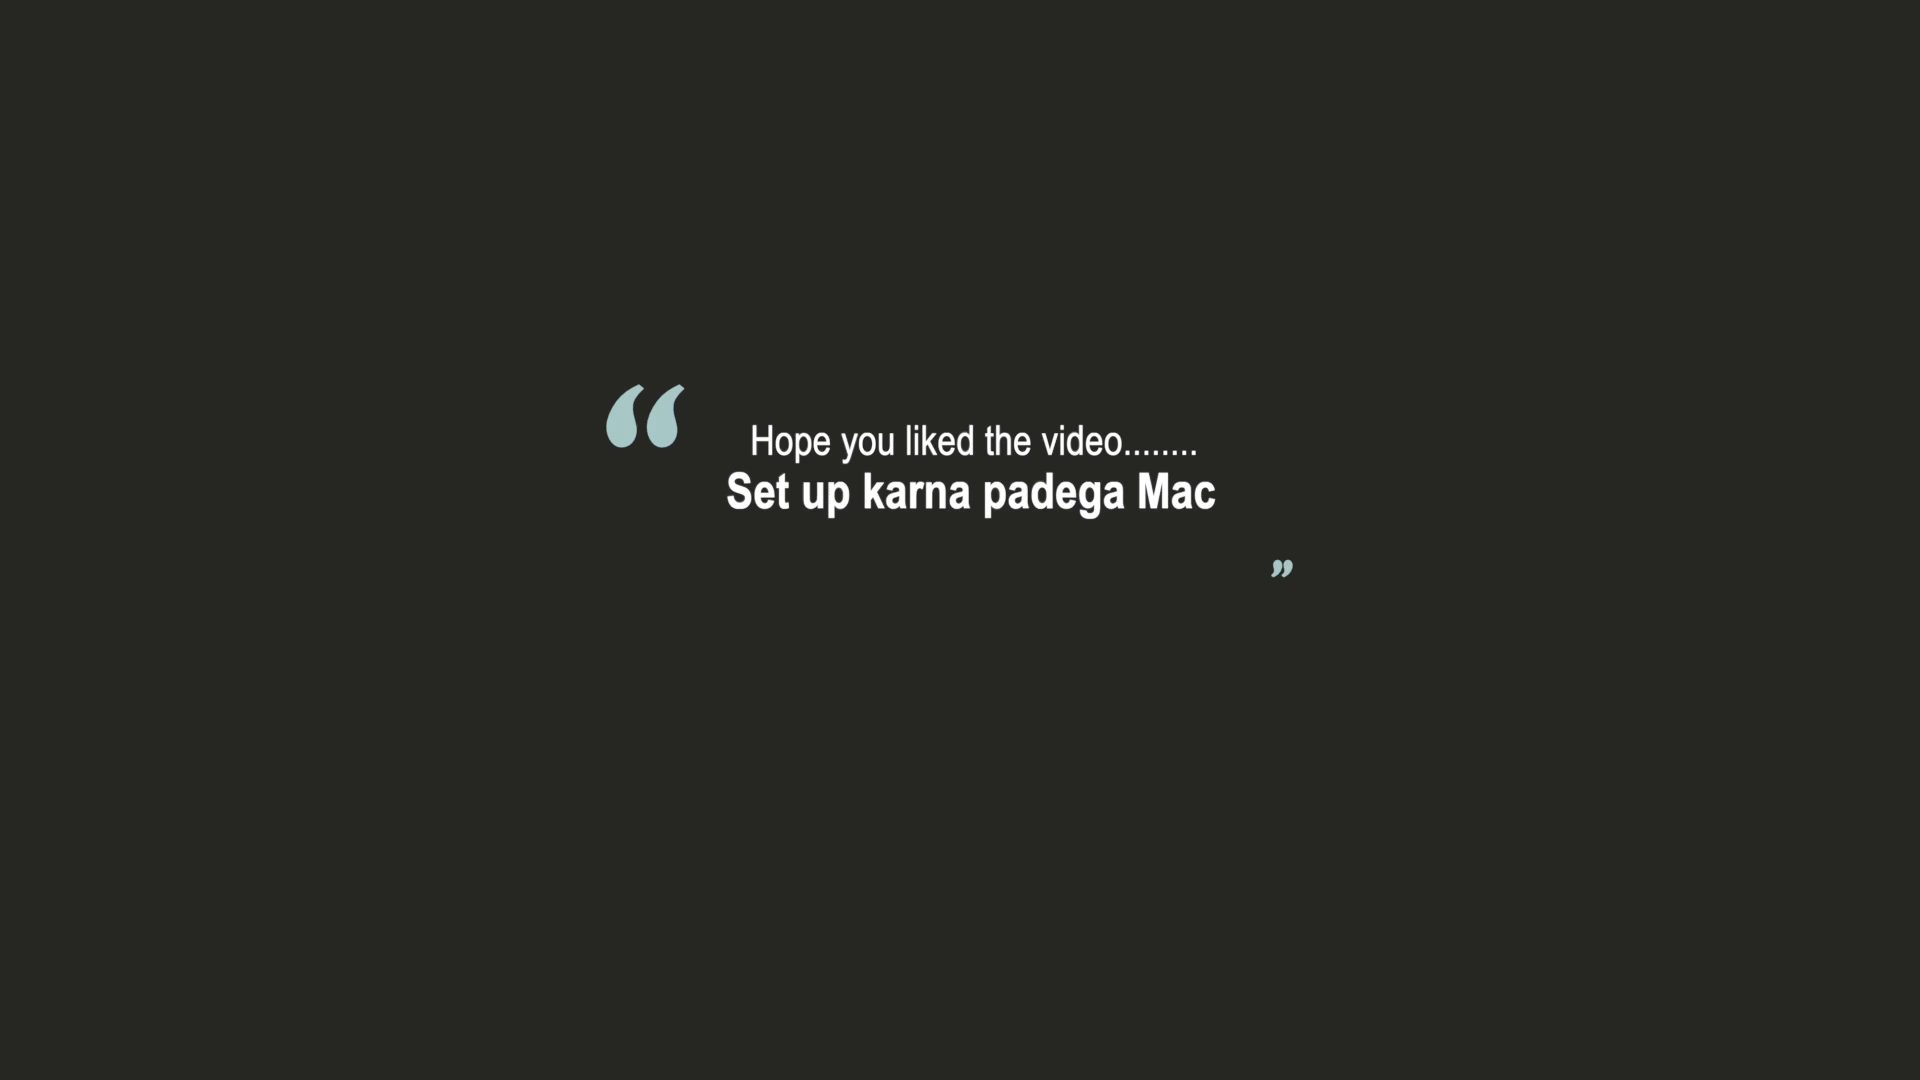 “ Hope you liked the video........
Set up karna padega Mac
”